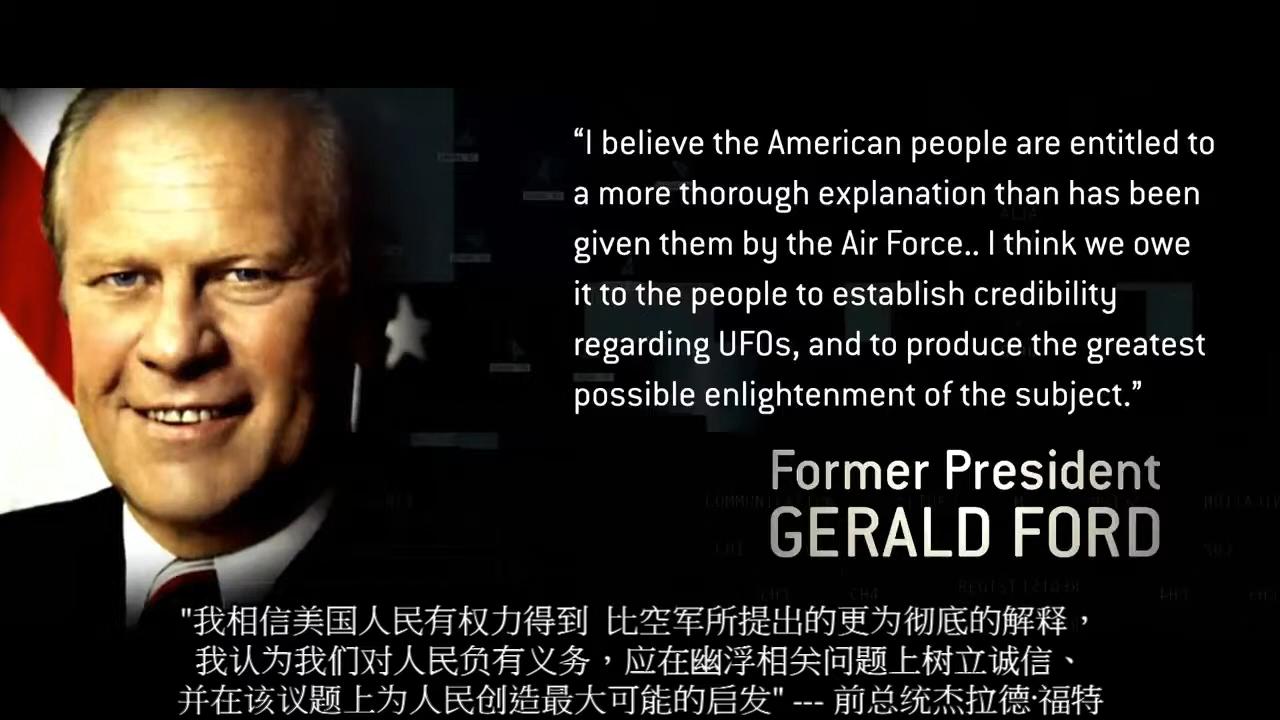 “I believe the American people are entitled to
a more thorough explanation than has been
given them by the Air Force.. I think we owe
it to the people to establish credibility
regarding UFOs, and to produce the greatest
possible enlightenment of the subject.”
Former President
GERALD FORD
"我相信美国人民有权力得到 比空军所提出的更为彻底的解释，
我认为我们对人民负有义务，应在幽浮相关问题上树立诚信、
并在该议题上为人民创造最大可能的启发" --- 前总统杰拉德·福特